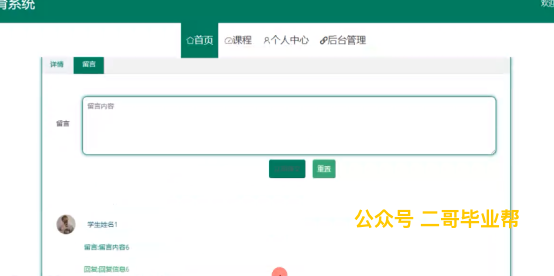 育系统
欢迎
首页 课程 个人中心 后台管理
详情 留言
留言 留言内容
重置
公众号 二哥毕业帮
学生姓名1
留言:留言内容6
回复:回复信息6